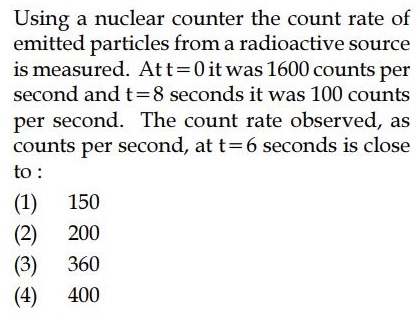 Using a nuclear counter the count rate of
emitted particles from a radioactive source
is measured. At t=0 it was 1600 counts per
second and t=8 seconds it was 100 counts
per second. The count rate observed, as
counts per second, at t=6 seconds is close
to :
(1) 150
(2) 200
(3) 360
(4) 400